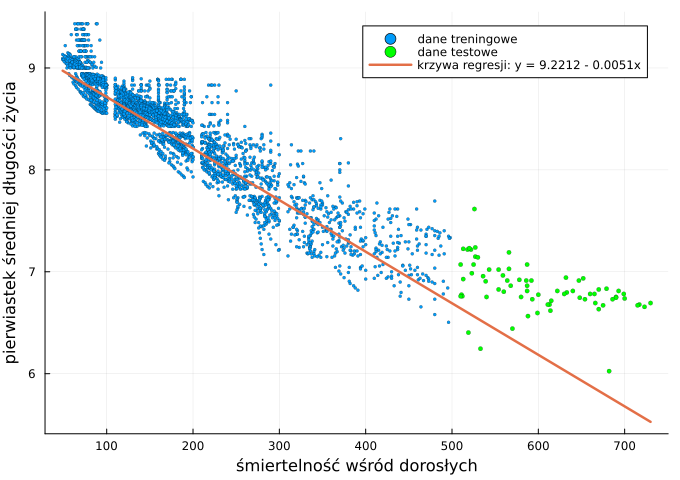 dane treningowe
dane testowe
krzywa regresji: y = 9.2212 - 0.0051x
pierwiastek średniej długości życia
9
8
7
6
100 200 300 400 500 600 700
śmiertelność wśród dorosłych